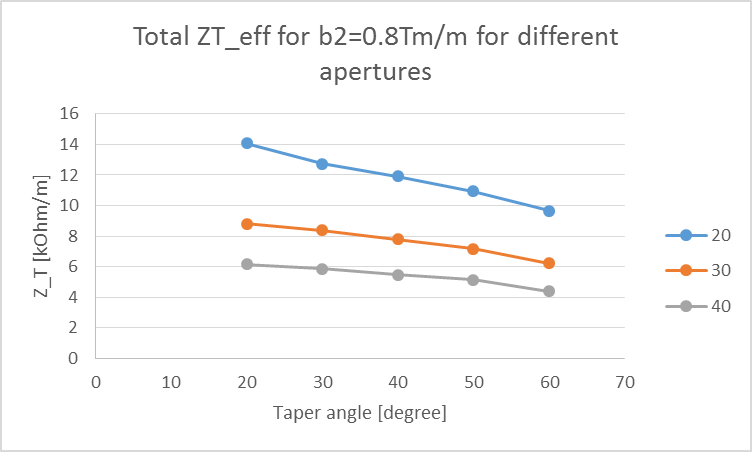 Total ZT_eff for b2=0.8Tm/m for different
apertures
16
14
12
10
8
6
4
2
0
Z_T [kOhm/m]
0 10 20 30 40 50 60 70
Taper angle [degree]
20
30
40